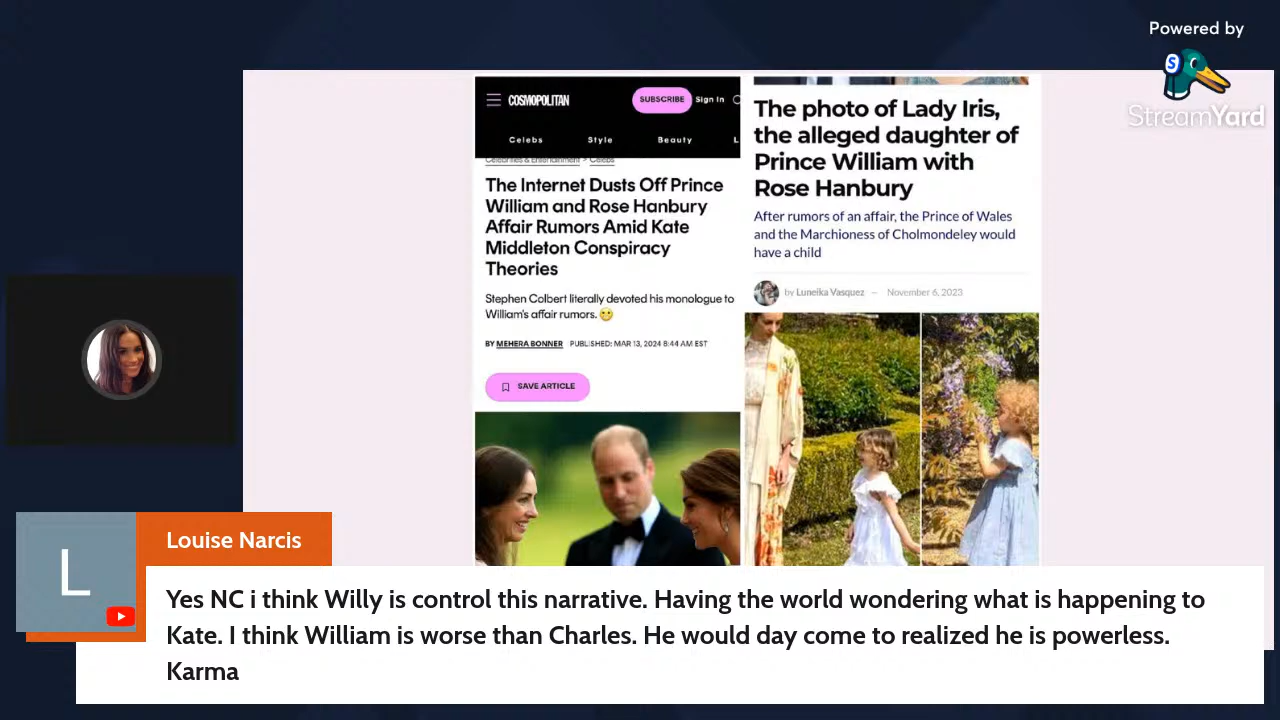 Powered by
StreamYard
COSMOPOLITAN
SUBSCRIBE
Sign In
Celebs
Style
Beauty
L
Celebrities & Entertainment > Celebs
The Internet Dusts Off Prince
William and Rose Hanbury
Affair Rumors Amid Kate
Middleton Conspiracy
Theories
Stephen Colbert literally devoted his monologue to
William's affair rumors. 😬
BY MEHERA BONNER PUBLISHED: MAR 13, 2024 8:44 AM EST
SAVE ARTICLE
The photo of Lady Iris,
the alleged daughter of
Prince William with
Rose Hanbury
After rumors of an affair, the Prince of Wales
and the Marchioness of Cholmondeley would
have a child
by Luneika Vasquez — November 6, 2023
L
Louise Narcis
Yes NC i think Willy is control this narrative. Having the world wondering what is happening to
Kate. I think William is worse than Charles. He would day come to realized he is powerless.
Karma